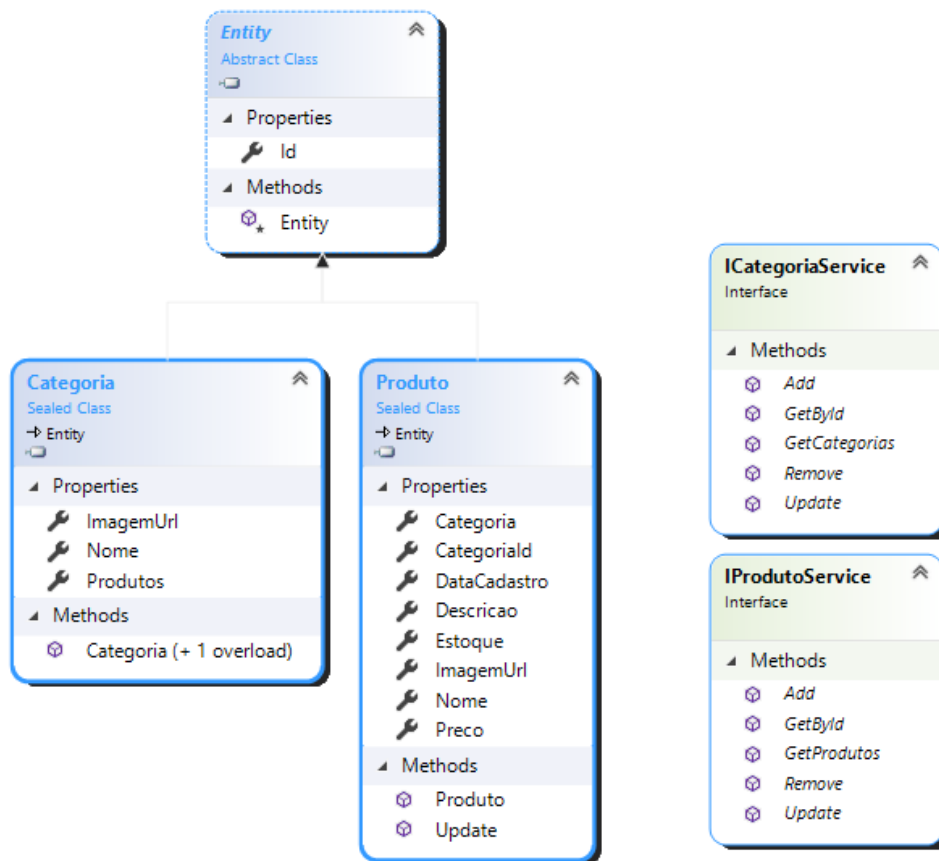 Entity
Abstract Class
Properties
Id
Methods
Entity
Categoria
Sealed Class
Entity
Properties
ImagemUrl
Nome
Produtos
Methods
Categoria (+ 1 overload)
Produto
Sealed Class
Entity
Properties
Categoria
CategoriaId
DataCadastro
Descricao
Estoque
ImagemUrl
Nome
Preco
Methods
Produto
Update
ICategoriaService
Interface
Methods
Add
GetById
GetCategorias
Remove
Update
IProdutoService
Interface
Methods
Add
GetById
GetProdutos
Remove
Update